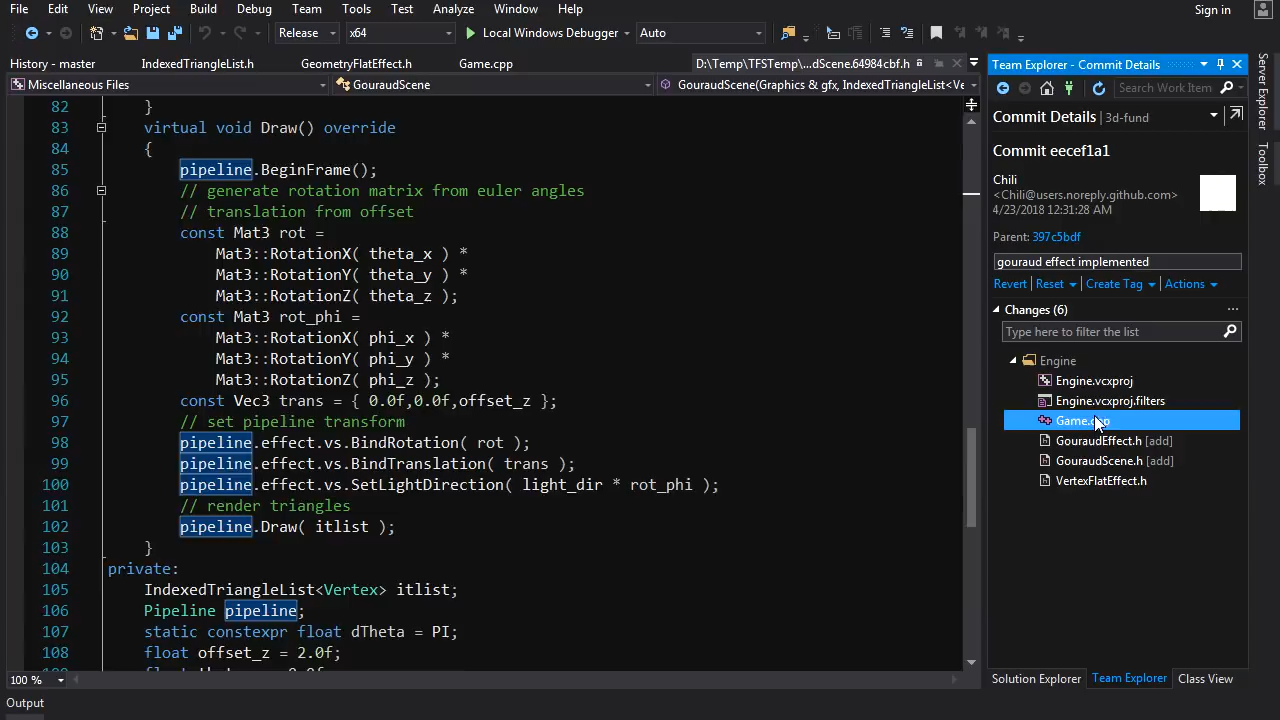 File Edit View Project Build Debug Team Tools Test Analyze Window Help
Sign in
Release x64 Local Windows Debugger Auto
History - master IndexedTriangleList.h GeometryFlatEffect.h Game.cpp D:\Temp\TFSTemp\...dScene.64984cbf.h
Miscellaneous Files GouraudScene GouraudScene(Graphics & gfx, IndexedTriangleList<Ve
82 }
83 virtual void Draw() override
84 {
85 pipeline.BeginFrame();
86 // generate rotation matrix from euler angles
87 // translation from offset
88 const Mat3 rot =
89 Mat3::RotationX( theta_x ) *
90 Mat3::RotationY( theta_y ) *
91 Mat3::RotationZ( theta_z );
92 const Mat3 rot_phi =
93 Mat3::RotationX( phi_x ) *
94 Mat3::RotationY( phi_y ) *
95 Mat3::RotationZ( phi_z );
96 const Vec3 trans = { 0.0f,0.0f,offset_z };
97 // set pipeline transform
98 pipeline.effect.vs.BindRotation( rot );
99 pipeline.effect.vs.BindTranslation( trans );
100 pipeline.effect.vs.SetLightDirection( light_dir * rot_phi );
101 // render triangles
102 pipeline.Draw( itlist );
103 }
104 private:
105 IndexedTriangleList<Vertex> itlist;
106 Pipeline pipeline;
107 static constexpr float dTheta = PI;
108 float offset_z = 2.0f;
100 %
Output
Team Explorer - Commit Details
Search Work Item
Commit Details | 3d-fund
Commit eecef1a1
Chili
<Chili@users.noreply.github.com>
4/23/2018 12:31:28 AM
Parent: 397c5bdf
gouraud effect implemented
Revert | Reset | Create Tag | Actions
Changes (6)
Type here to filter the list
Engine
Engine.vcxproj
Engine.vcxproj.filters
GouraudEffect.h [add]
GouraudScene.h [add]
VertexFlatEffect.h
Solution Explorer Team Explorer Class View
Server Explorer
Toolbox